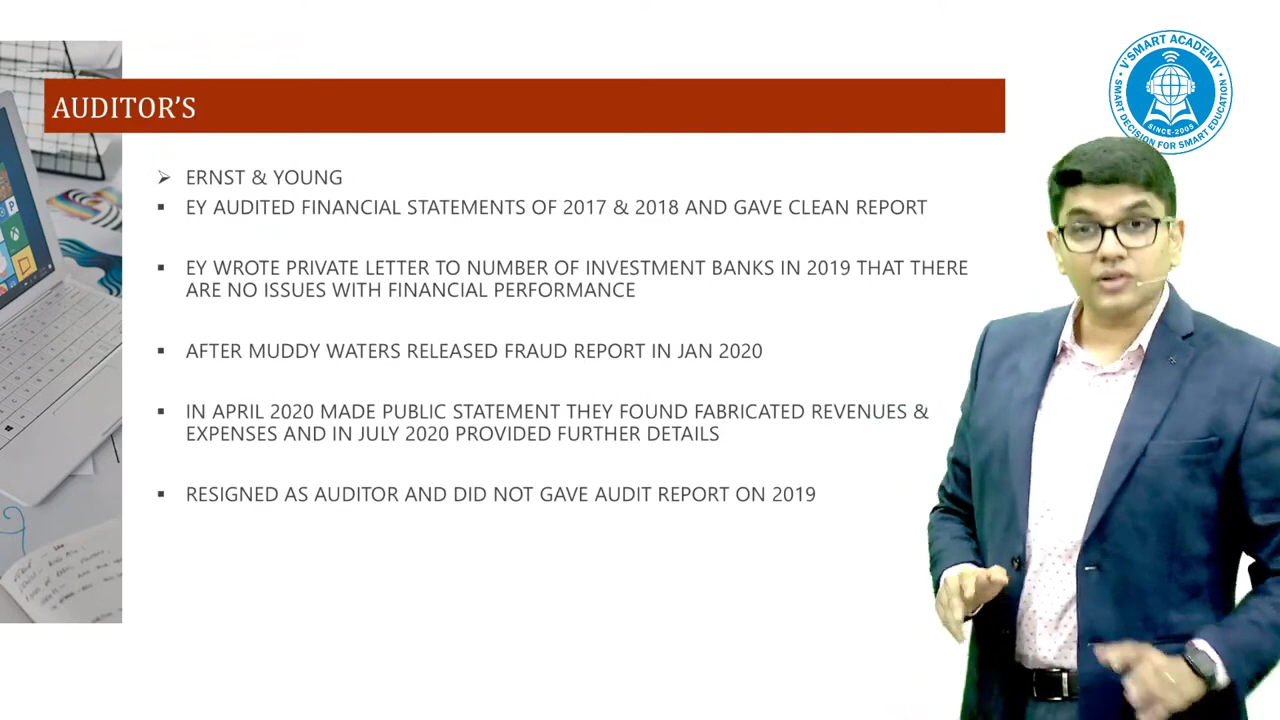 V'SMART ACADEMY
SMART DECISION FOR SMART EDUCATION
SINCE-2005
AUDITOR’S
➢ ERNST & YOUNG
▪ EY AUDITED FINANCIAL STATEMENTS OF 2017 & 2018 AND GAVE CLEAN REPORT
▪ EY WROTE PRIVATE LETTER TO NUMBER OF INVESTMENT BANKS IN 2019 THAT THERE
ARE NO ISSUES WITH FINANCIAL PERFORMANCE
▪ AFTER MUDDY WATERS RELEASED FRAUD REPORT IN JAN 2020
▪ IN APRIL 2020 MADE PUBLIC STATEMENT THEY FOUND FABRICATED REVENUES &
EXPENSES AND IN JULY 2020 PROVIDED FURTHER DETAILS
▪ RESIGNED AS AUDITOR AND DID NOT GAVE AUDIT REPORT ON 2019